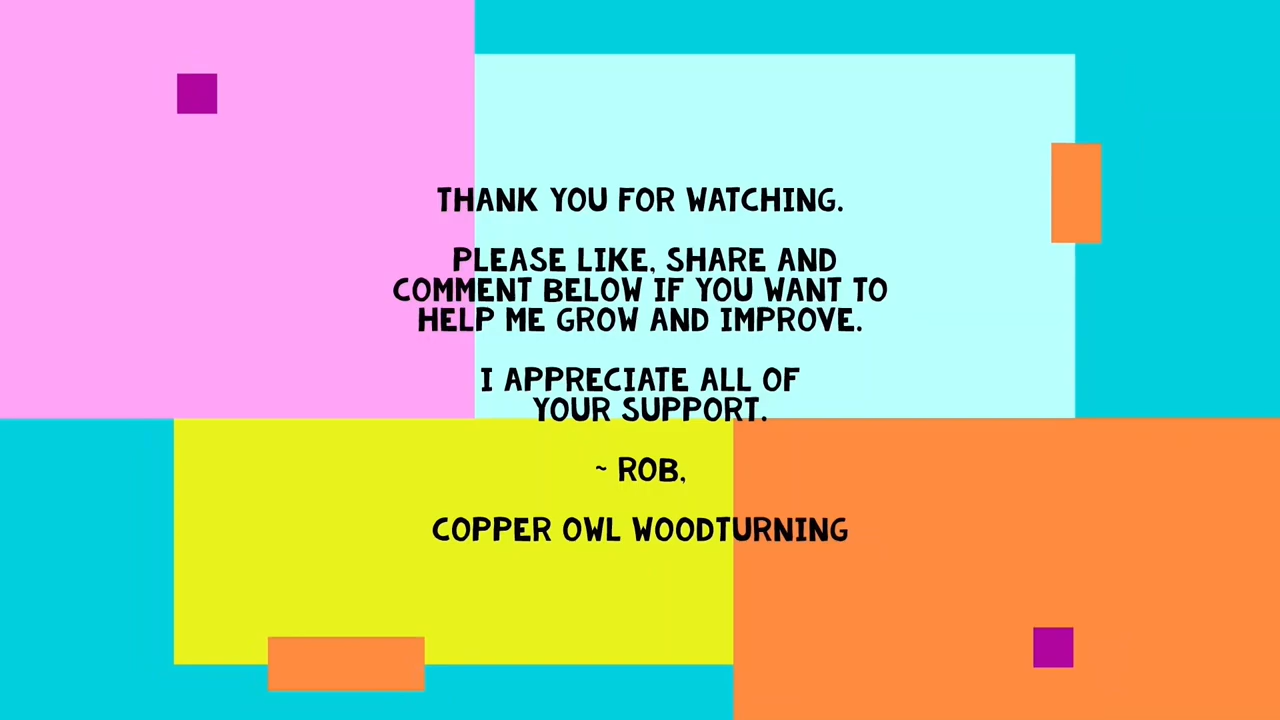 THANK YOU FOR WATCHING.
PLEASE LIKE, SHARE AND
COMMENT BELOW IF YOU WANT TO
HELP ME GROW AND IMPROVE.
I APPRECIATE ALL OF
YOUR SUPPORT.
~ ROB,
COPPER OWL WOODTURNING